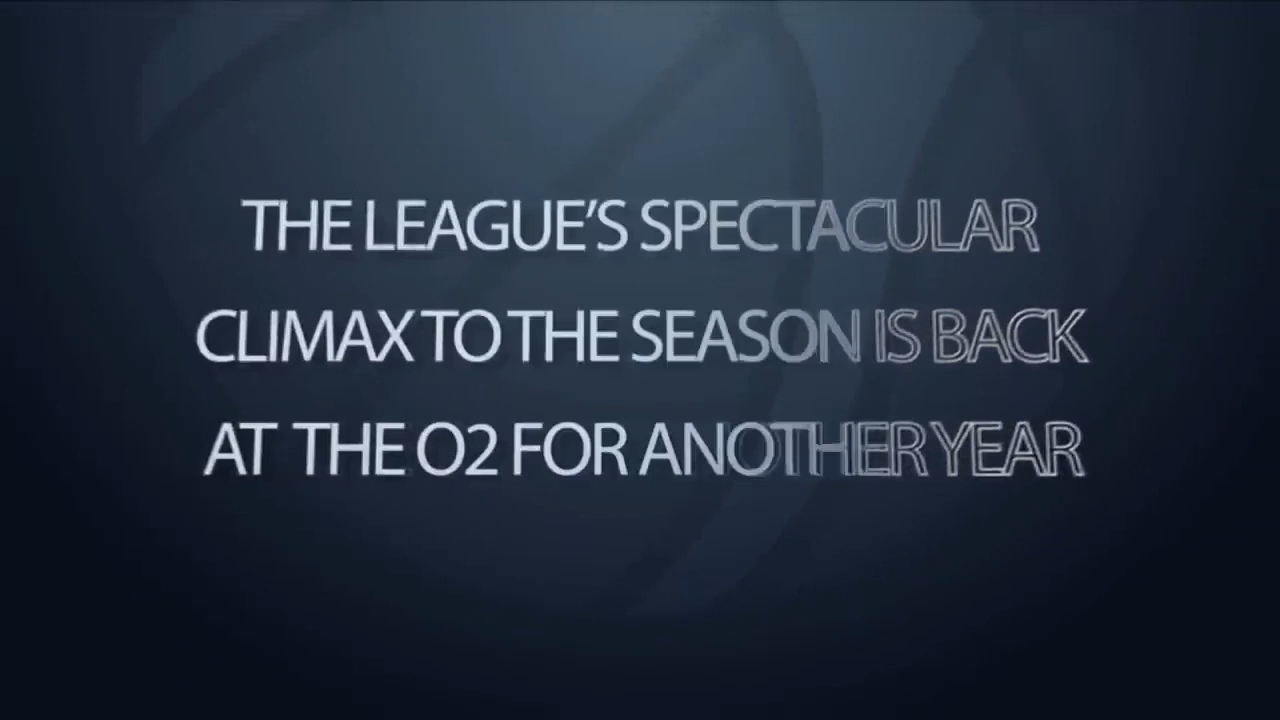 THE LEAGUE'S SPECTACULAR
CLIMAX TO THE SEASON IS BACK
AT THE O2 FOR ANOTHER YEAR